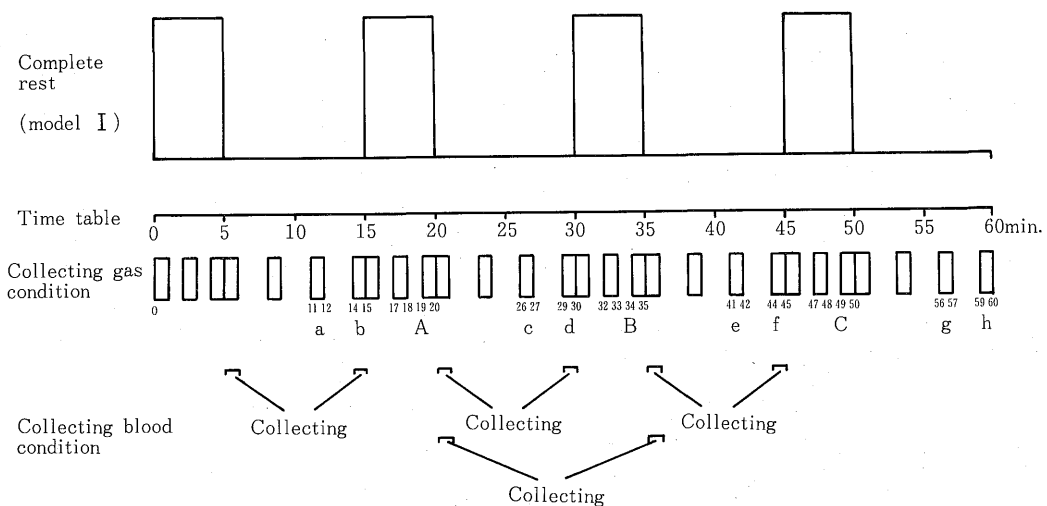 Complete
rest
(model I)
Time table
0 5 10 15 20 25 30 35 40 45 50 55 60min.
Collecting gas
condition
0 11 12 14 15 17 18 19 20 26 27 29 30 32 33 34 35 41 42 44 45 47 48 49 50 56 57 59 60
a b A c d B e f C g h
Collecting Collecting Collecting
Collecting blood
condition
Collecting